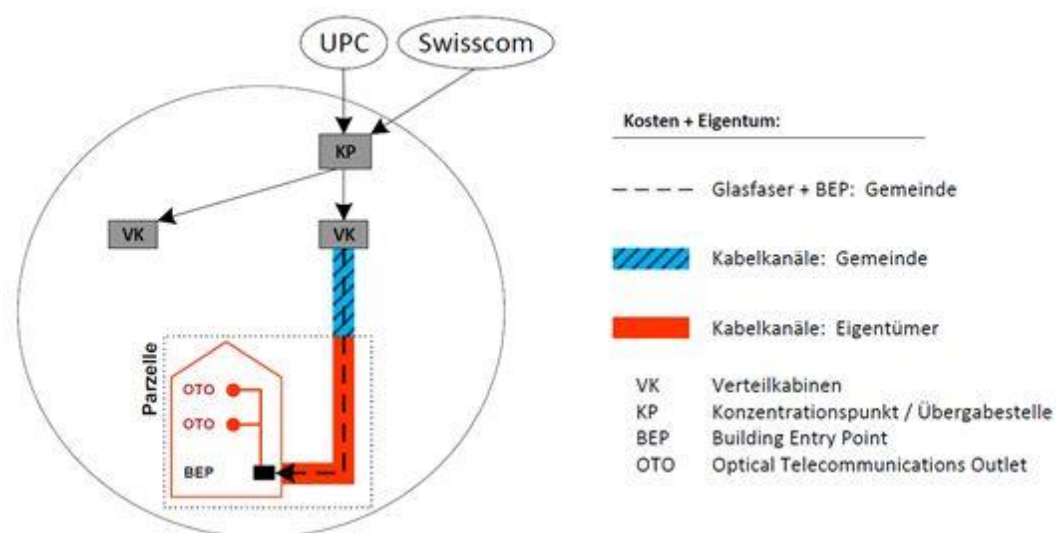 UPC
Swisscom
KP
VK
VK
Parzelle
OTO
OTO
BEP
Kosten + Eigentum:
Glasfaser + BEP: Gemeinde
Kabelkanäle: Gemeinde
Kabelkanäle: Eigentümer
VK Verteilkabinen
KP Konzentrationspunkt / Übergabestelle
BEP Building Entry Point
OTO Optical Telecommunications Outlet